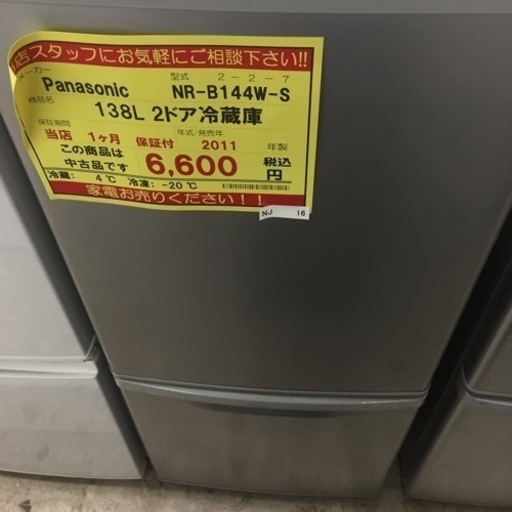 店スタッフにお気軽にご相談下さい!!
メーカー 型式 2-2-7
Panasonic NR-B144W-S
商品名
138L 2ドア冷蔵庫
保証期間 年式/発売年
当店 1ヶ月 保証付 2011 年製
この商品は
中古品です 6,600 税込
円
冷蔵: 4℃ 冷凍: -20℃
家電お売りください!!
NJ 16